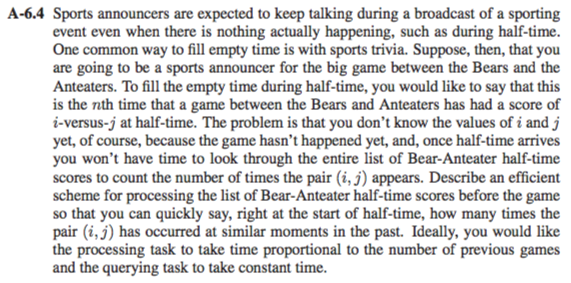 A-6.4 Sports announcers are expected to keep talking during a broadcast of a sporting
event even when there is nothing actually happening, such as during half-time.
One common way to fill empty time is with sports trivia. Suppose, then, that you
are going to be a sports announcer for the big game between the Bears and the
Anteaters. To fill the empty time during half-time, you would like to say that this
is the nth time that a game between the Bears and Anteaters has had a score of
i-versus-j at half-time. The problem is that you don't know the values of i and j
yet, of course, because the game hasn't happened yet, and, once half-time arrives
you won't have time to look through the entire list of Bear-Anteater half-time
scores to count the number of times the pair (i, j) appears. Describe an efficient
scheme for processing the list of Bear-Anteater half-time scores before the game
so that you can quickly say, right at the start of half-time, how many times the
pair (i, j) has occurred at similar moments in the past. Ideally, you would like
the processing task to take time proportional to the number of previous games
and the querying task to take constant time.